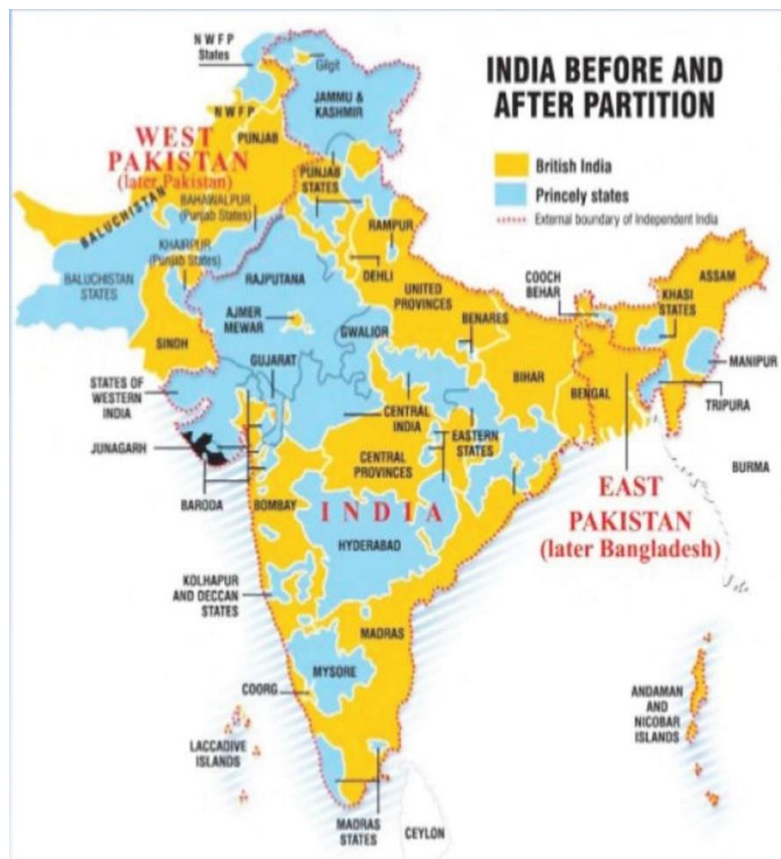 INDIA BEFORE AND
AFTER PARTITION
British India
Princely states
External boundary of Independent India
N W F P
States
Gilgit
JAMMU &
KASHMIR
N W F P
PUNJAB
WEST
PAKISTAN
(later Pakistan)
PUNJAB
STATES
BALUCHISTAN
BAHAWALPUR
(Punjab States)
RAMPUR
KHAIRPUR
(Punjab States)
BALUCHISTAN
STATES
RAJPUTANA
DEHLI
UNITED
PROVINCES
COOCH
BEHAR
ASSAM
KHASI
STATES
AJMER
MEWAR
GWALIOR
BENARES
SINDH
GUJARAT
BIHAR
BENGAL
MANIPUR
STATES OF
WESTERN
INDIA
TRIPURA
CENTRAL
INDIA
EASTERN
STATES
JUNAGARH
CENTRAL
PROVINCES
BURMA
BARODA
BOMBAY
INDIA
EAST
PAKISTAN
(later Bangladesh)
HYDERABAD
KOLHAPUR
AND DECCAN
STATES
MADRAS
MYSORE
COORG
ANDAMAN
AND
NICOBAR
ISLANDS
LACCADIVE
ISLANDS
MADRAS
STATES
CEYLON